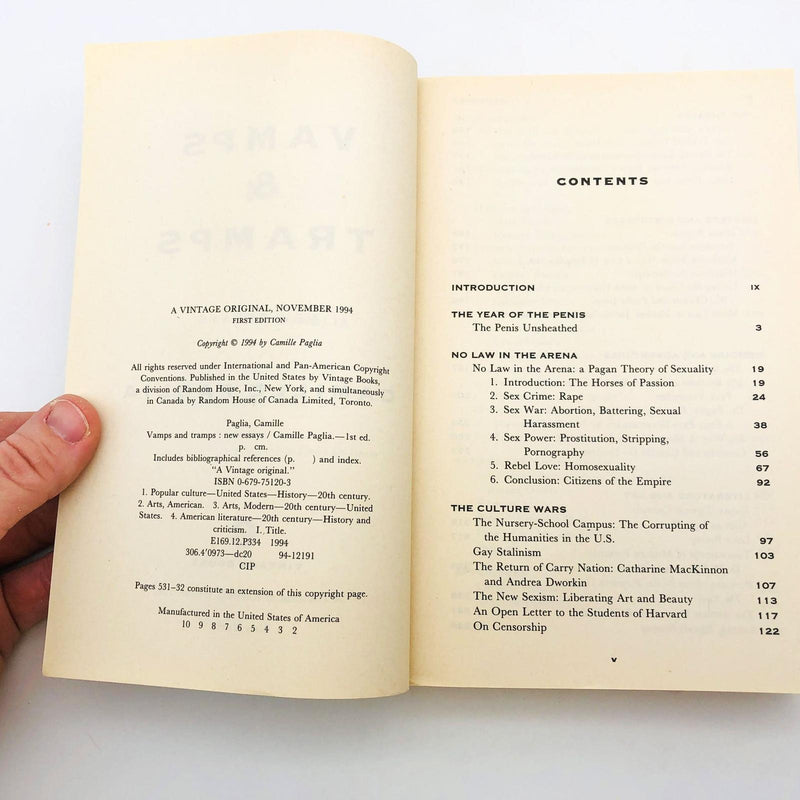 A VINTAGE ORIGINAL, NOVEMBER 1994
FIRST EDITION
Copyright © 1994 by Camille Paglia
All rights reserved under International and Pan-American Copyright
Conventions. Published in the United States by Vintage Books,
a division of Random House, Inc., New York, and simultaneously
in Canada by Random House of Canada Limited, Toronto.
Paglia, Camille
Vamps and tramps : new essays / Camille Paglia.—1st ed.
p. cm.
Includes bibliographical references (p. ) and index.
"A Vintage original."
ISBN 0-679-75120-3
1. Popular culture—United States—History—20th century.
2. Arts, American. 3. Arts, Modern—20th century—United
States. 4. American literature—20th century—History and
criticism. I. Title.
E169.12.P334 1994
306.4'0973—dc20 94-12191
CIP
Pages 531–32 constitute an extension of this copyright page.
Manufactured in the United States of America
10 9 8 7 6 5 4 3 2
VAMPS
&
TRAMPS
CONTENTS
INTRODUCTION ix
THE YEAR OF THE PENIS
The Penis Unsheathed 3
NO LAW IN THE ARENA
No Law in the Arena: a Pagan Theory of Sexuality 19
1. Introduction: The Horses of Passion 19
2. Sex Crime: Rape 24
3. Sex War: Abortion, Battering, Sexual
Harassment 38
4. Sex Power: Prostitution, Stripping,
Pornography 56
5. Rebel Love: Homosexuality 67
6. Conclusion: Citizens of the Empire 92
THE CULTURE WARS
The Nursery-School Campus: The Corrupting of
the Humanities in the U.S. 97
Gay Stalinism 103
The Return of Carry Nation: Catharine MacKinnon
and Andrea Dworkin 107
The New Sexism: Liberating Art and Beauty 113
An Open Letter to the Students of Harvard 117
On Censorship 122
v